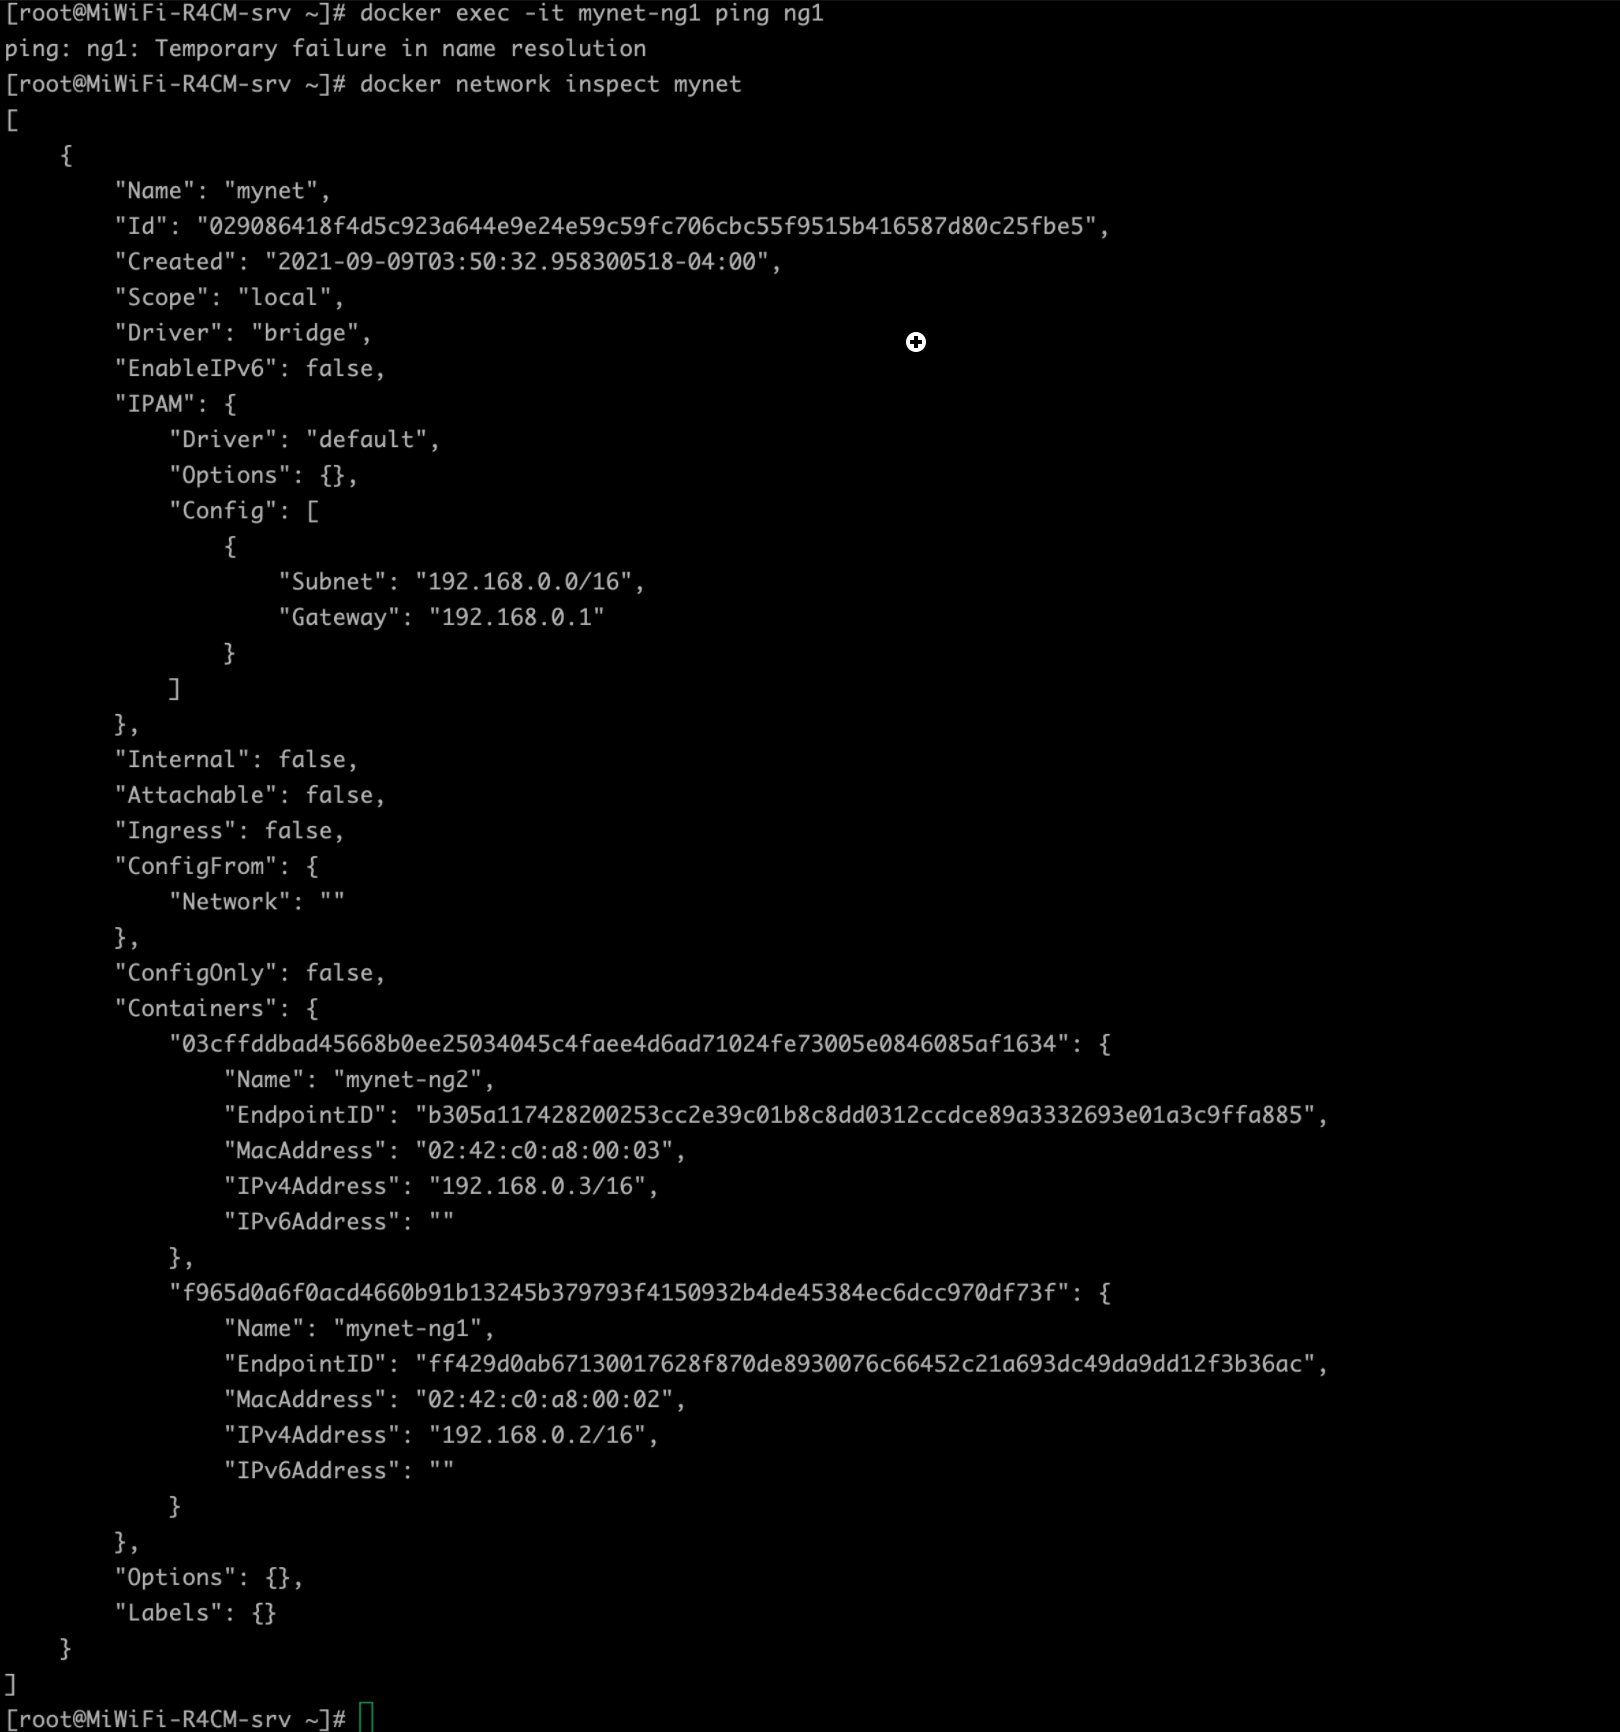 [root@MiWiFi-R4CM-srv ~]# docker exec -it mynet-ng1 ping ng1
ping: ng1: Temporary failure in name resolution
[root@MiWiFi-R4CM-srv ~]# docker network inspect mynet
[
    {
        "Name": "mynet",
        "Id": "029086418f4d5c923a644e9e24e59c59fc706cbc55f9515b416587d80c25fbe5",
        "Created": "2021-09-09T03:50:32.958300518-04:00",
        "Scope": "local",
        "Driver": "bridge",
        "EnableIPv6": false,
        "IPAM": {
            "Driver": "default",
            "Options": {},
            "Config": [
                {
                    "Subnet": "192.168.0.0/16",
                    "Gateway": "192.168.0.1"
                }
            ]
        },
        "Internal": false,
        "Attachable": false,
        "Ingress": false,
        "ConfigFrom": {
            "Network": ""
        },
        "ConfigOnly": false,
        "Containers": {
            "03cffddbad45668b0ee25034045c4faee4d6ad71024fe73005e0846085af1634": {
                "Name": "mynet-ng2",
                "EndpointID": "b305a117428200253cc2e39c01b8c8dd0312ccdce89a3332693e01a3c9ffa885",
                "MacAddress": "02:42:c0:a8:00:03",
                "IPv4Address": "192.168.0.3/16",
                "IPv6Address": ""
            },
            "f965d0a6f0acd4660b91b13245b379793f4150932b4de45384ec6dcc970df73f": {
                "Name": "mynet-ng1",
                "EndpointID": "ff429d0ab67130017628f870de8930076c66452c21a693dc49da9dd12f3b36ac",
                "MacAddress": "02:42:c0:a8:00:02",
                "IPv4Address": "192.168.0.2/16",
                "IPv6Address": ""
            }
        },
        "Options": {},
        "Labels": {}
    }
]
[root@MiWiFi-R4CM-srv ~]#